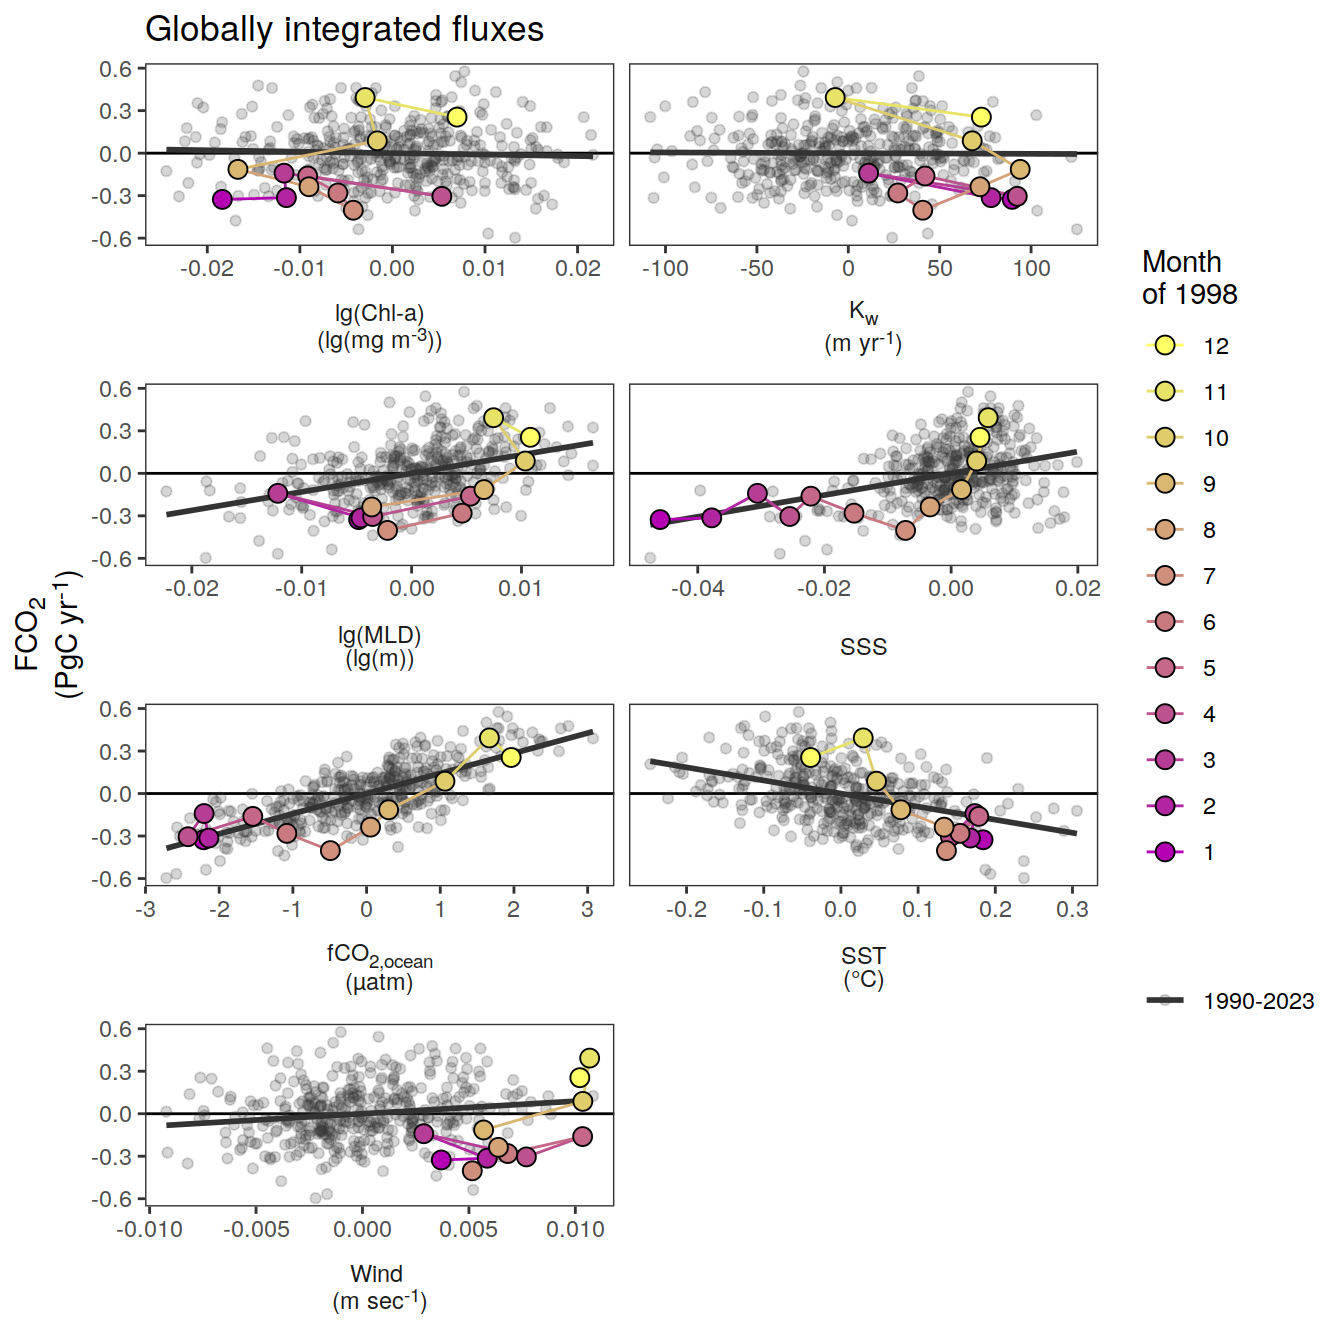 Globally integrated fluxes
0.6
0.3
0.0
-0.3
-0.6
-0.02 -0.01 0.00 0.01 0.02
-100 -50 0 50 100
lg(Chl-a)
(lg(mg m⁻³))
K_w
(m yr⁻¹)
0.6
0.3
0.0
-0.3
-0.6
-0.02 -0.01 0.00 0.01
-0.04 -0.02 0.00 0.02
lg(MLD)
(lg(m))
SSS
FCO₂
(PgC yr⁻¹)
0.6
0.3
0.0
-0.3
-0.6
-3 -2 -1 0 1 2 3
-0.2 -0.1 0.0 0.1 0.2 0.3
fCO₂,ocean
(µatm)
SST
(°C)
0.6
0.3
0.0
-0.3
-0.6
-0.010 -0.005 0.000 0.005 0.010
Wind
(m sec⁻¹)
Month
of 1998
12
11
10
9
8
7
6
5
4
3
2
1
1990-2023